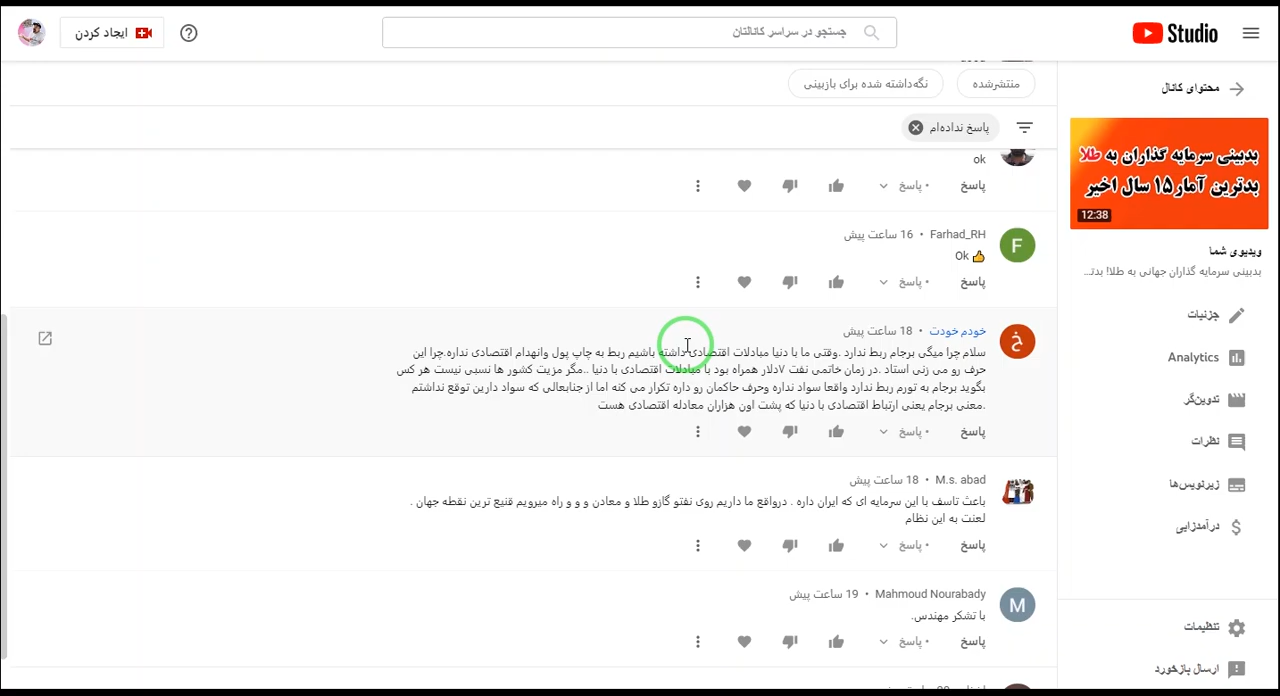 ایجاد کردن
جستجو در سراسر کانالتان
Studio
منتشرشده
نگه‌داشته شده برای بازبینی
پاسخ نداده‌ام
ok
پاسخ
۰ پاسخ
Farhad_RH • 16 ساعت پیش
Ok 👍
پاسخ
۰ پاسخ
خودم خودت • 18 ساعت پیش
سلام چرا میگی برجام ربط ندارد .وقتی ما با دنیا مبادلات اقتصادی داشته باشیم ربط به چاپ پول وانهدام اقتصادی نداره.چرا این
حرف رو می زنی استاد .در زمان خاتمی نفت ۷دلار همراه بود با مبادلات اقتصادی با دنیا ..مگر مزیت کشور ها نسبی نیست هر کس
بگوید برجام به تورم ربط ندارد واقعا سواد نداره وحرف حاکمان رو داره تکرار می کنه اما از جنابعالی که سواد دارین توقع نداشتم
.معنی برجام یعنی ارتباط اقتصادی با دنیا که پشت اون هزاران معادله اقتصادی هست
پاسخ
۰ پاسخ
M.s. abad • 18 ساعت پیش
باعث تاسف با این سرمایه ای که ایران داره . درواقع ما داریم روی نفتو گازو طلا و معادن و و و راه میرویم قنیع ترین نقطه جهان .
لعنت به این نظام
پاسخ
۰ پاسخ
Mahmoud Nourabady • 19 ساعت پیش
با تشکر مهندس.
پاسخ
۰ پاسخ
محتوای کانال
بدبینی سرمایه گذاران به طلا
بدترین آمار ۱۵ سال اخیر
12:38
ویدیوی شما
بدبینی سرمایه گذاران جهانی به طلا! بدتـ...
جزئیات
Analytics
تدوین‌گر
نظرات
زیرنویس‌ها
درآمدزایی
تنظیمات
ارسال بازخورد